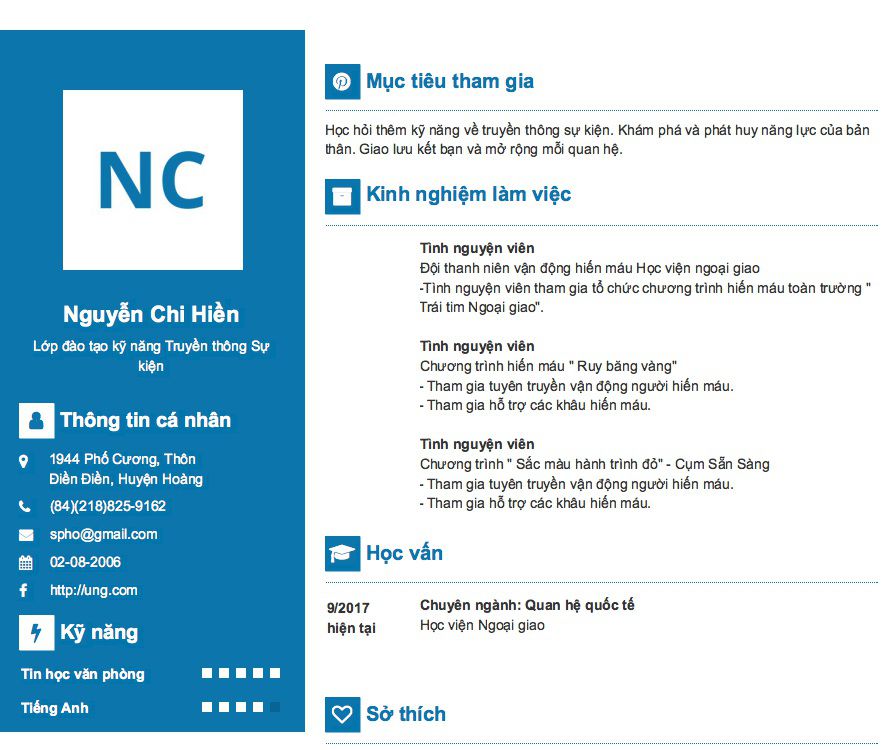 NC
Nguyễn Chi Hiền
Lớp đào tạo kỹ năng Truyền thông Sự
kiện
Thông tin cá nhân
1944 Phố Cương, Thôn
Điền Điền, Huyện Hoàng
(84)(218)825-9162
spho@gmail.com
02-08-2006
http://ung.com
Kỹ năng
Tin học văn phòng
Tiếng Anh
Mục tiêu tham gia
Học hỏi thêm kỹ năng về truyền thông sự kiện. Khám phá và phát huy năng lực của bản
thân. Giao lưu kết bạn và mở rộng mỗi quan hệ.
Kinh nghiệm làm việc
Tình nguyện viên
Đội thanh niên vận động hiến máu Học viện ngoại giao
-Tình nguyện viên tham gia tổ chức chương trình hiến máu toàn trường "
Trái tim Ngoại giao".
Tình nguyện viên
Chương trình hiến máu " Ruy băng vàng"
- Tham gia tuyên truyền vận động người hiến máu.
- Tham gia hỗ trợ các khâu hiến máu.
Tình nguyện viên
Chương trình " Sắc màu hành trình đỏ" - Cụm Sẵn Sàng
- Tham gia tuyên truyền vận động người hiến máu.
- Tham gia hỗ trợ các khâu hiến máu.
Học vấn
9/2017
hiện tại
Chuyên ngành: Quan hệ quốc tế
Học viện Ngoại giao
Sở thích